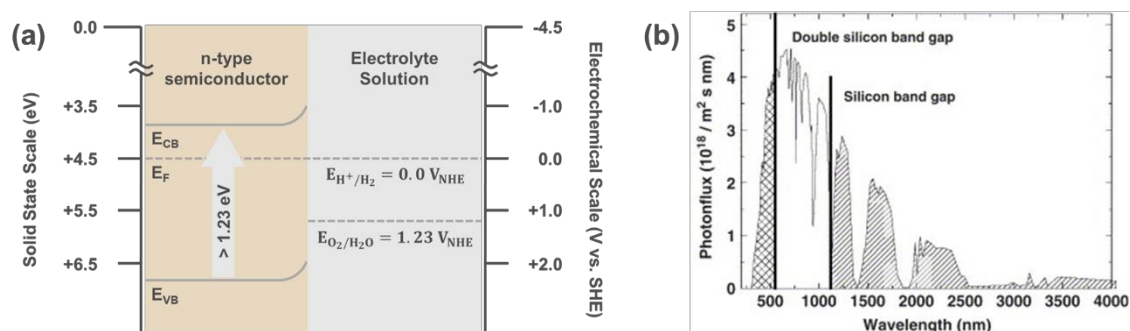 (a)
Solid State Scale (eV)
0.0
+3.5
+4.5
+5.5
+6.5
n-type
semiconductor
E_CB
E_F
> 1.23 eV
E_VB
Electrolyte
Solution
E_H⁺/H₂ = 0.0 V_NHE
E_O₂/H₂O = 1.23 V_NHE
-4.5
-1.0
0.0
+1.0
+2.0
Electrochemical Scale (V vs. SHE)
(b)
Photonflux (10¹⁸ / m² s nm)
5
4
3
2
1
0
Double silicon band gap
Silicon band gap
500 1000 1500 2000 2500 3000 3500 4000
Wavelength (nm)